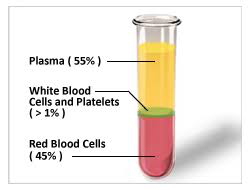 Plasma ( 55% )
White Blood
Cells and Platelets
( > 1% )
Red Blood Cells
( 45% )